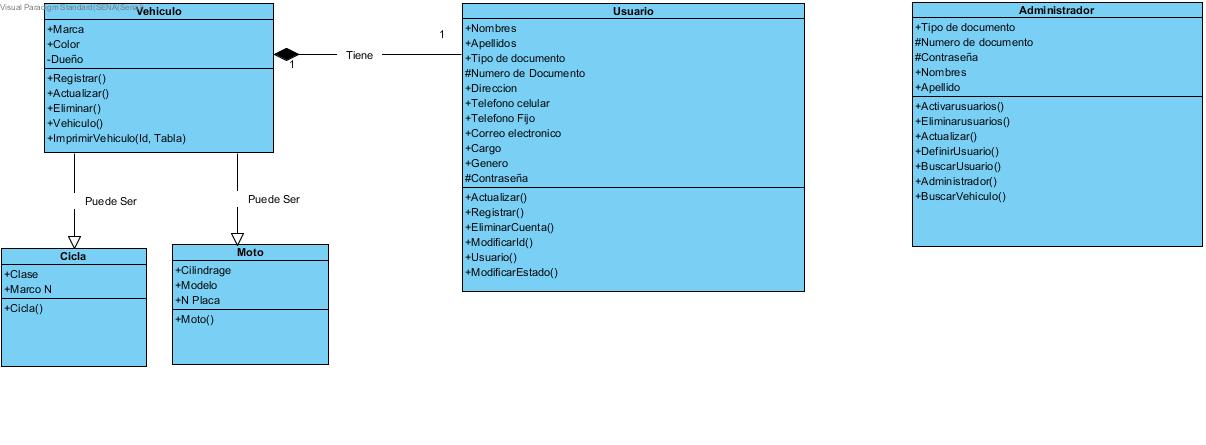 Visual Paradigm Standard(SENA(Sena))
Vehiculo
+Marca
+Color
-Dueño
+Registrar()
+Actualizar()
+Eliminar()
+Vehiculo()
+ImprimirVehiculo(Id, Tabla)
1
Tiene
1
Usuario
+Nombres
+Apellidos
+Tipo de documento
#Numero de Documento
+Direccion
+Telefono celular
+Telefono Fijo
+Correo electronico
+Cargo
+Genero
#Contraseña
+Actualizar()
+Registrar()
+EliminarCuenta()
+ModificarId()
+Usuario()
+ModificarEstado()
Administrador
+Tipo de documento
#Numero de documento
#Contraseña
+Nombres
+Apellido
+Activarusuarios()
+Eliminarusuarios()
+Actualizar()
+DefinirUsuario()
+BuscarUsuario()
+Administrador()
+BuscarVehiculo()
Puede Ser
Puede Ser
Cicla
+Clase
+Marco N
+Cicla()
Moto
+Cilindrage
+Modelo
+N Placa
+Moto()